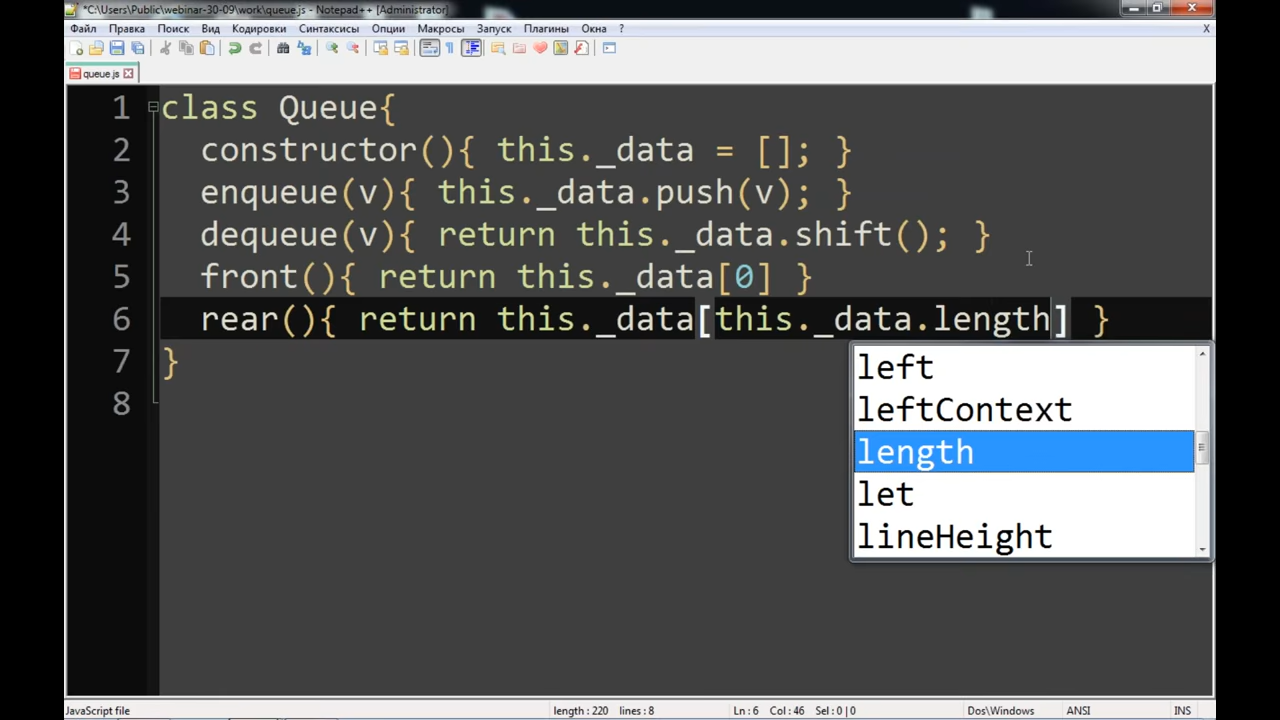 *C:\Users\Public\webinar-30-09\work\queue.js - Notepad++ [Administrator]
Файл Правка Поиск Вид Кодировки Синтаксисы Опции Макросы Запуск Плагины Окна ? X
queue.js
1 class Queue{
2 constructor(){ this._data = []; }
3 enqueue(v){ this._data.push(v); }
4 dequeue(v){ return this._data.shift(); }
5 front(){ return this._data[0] }
6 rear(){ return this._data[this._data.length] }
7 }
8
left
leftContext
length
let
lineHeight
JavaScript file length : 220 lines : 8 Ln : 6 Col : 46 Sel : 0 | 0 Dos\Windows ANSI INS